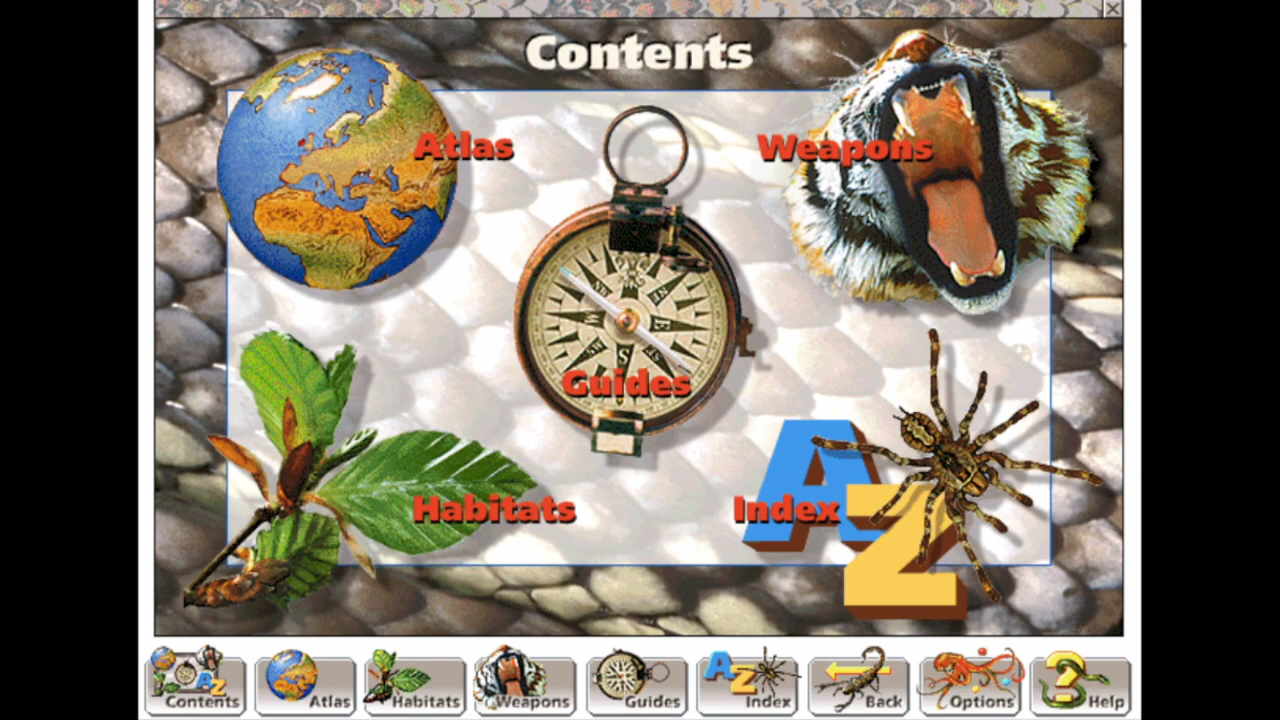 Contents
Atlas
Weapons
Guides
Habitats
Index
A
Z
Contents
Atlas
Habitats
Weapons
Guides
AZ
Index
Back
Options
?
Help